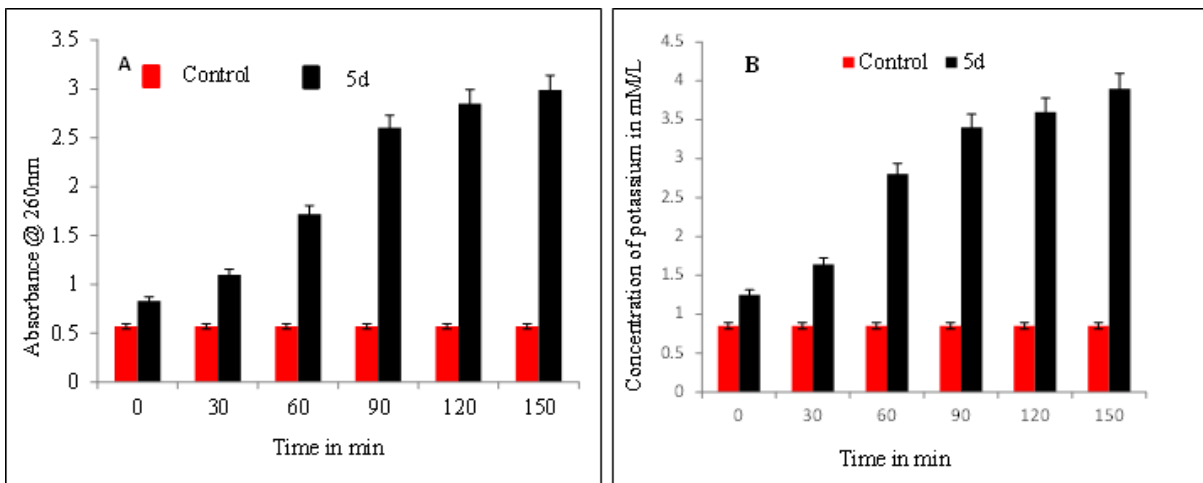 A Control 5d
Absorbance @ 260nm
3.5
3
2.5
2
1.5
1
0.5
0
0 30 60 90 120 150
Time in min
B Control 5d
Concentration of potassium in mM/L
4.5
4
3.5
3
2.5
2
1.5
1
0.5
0
0 30 60 90 120 150
Time in min